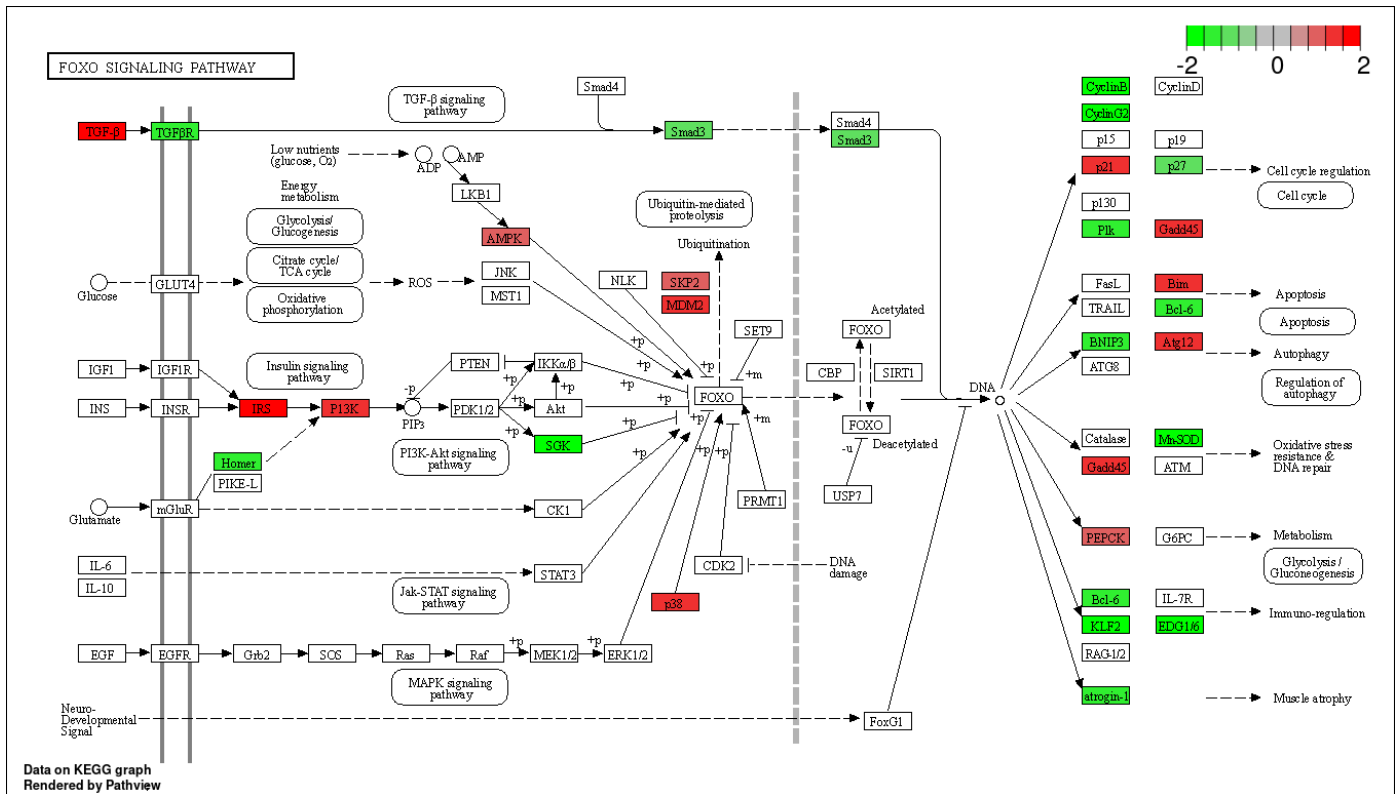 FOXO SIGNALING PATHWAY
-2 0 2
TGF-β signaling
pathway
Smad4
CyclinB CyclinD
CyclinG2
TGF-β TGFβR Smad3
Smad4
Smad3
p15 p19
Low nutrients
(glucose, O2)
ADP
AMP
p21 p27
Cell cycle regulation
Cell cycle
Energy
metabolism
LKB1
Glycolysis/
Glucogenesis
Ubiquitin-mediated
proteolysis
p130
AMPK
Ubiquitination
Plk Gadd45
Citrate cycle/
TCA cycle
Glucose
GLUT4
ROS
JNK
MST1
NLK
SKP2
MDM2
Oxidative
phosphorylation
FasL Bim
Apoptosis
TRAIL Bcl-6
Apoptosis
SET9
Acetylated
FOXO
BNIP3 Atg12
Autophagy
ATG8
Regulation of
autophagy
+p
+p
+p
+m
IGF1 IGF1R
Insulin signaling
pathway
PTEN
IKKα/β
+p
+p
+p
CBP
SIRT1
INS INSR IRS P13K
-p
PIP3
PDK1/2
Akt
+p
FOXO
DNA
+p
SGK
+p
+p
+p
+p
+m
FOXO
Deacetylated
-u
USP7
Homer
PIKE-L
PI3K-Akt signaling
pathway
Catalase Mn-SOD
Gadd45 ATM
Oxidative stress
resistance &
DNA repair
Glutamate
mGluR
CK1
PRMT1
PEPCK G6PC
Metabolism
Glycolysis /
Gluconeogenesis
IL-6
IL-10
STAT3
CDK2
DNA
damage
Jak-STAT signaling
pathway
p38
Bcl-6 IL-7R
Immuno-regulation
KLF2 EDG1/6
RAG-1/2
EGF EGFR Grb2 SOS Ras Raf
+p
MEK1/2
+p
ERK1/2
MAPK signaling
pathway
atrogin-1
Muscle atrophy
Neuro-
Developmental
Signal
FoxG1
Data on KEGG graph
Rendered by Pathview